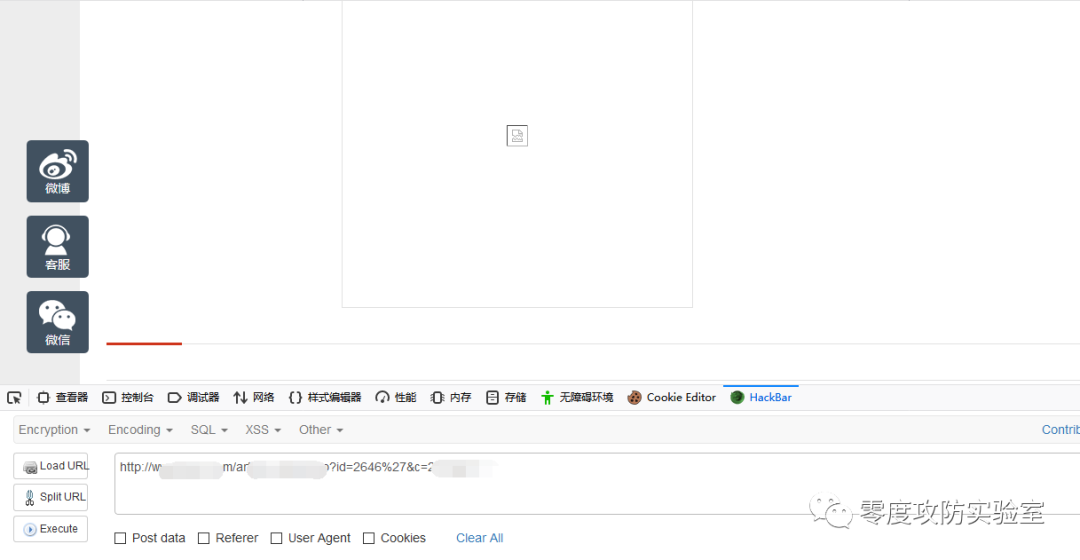 微博
客服
微信
查看器 控制台 调试器 网络 样式编辑器 性能 内存 存储 无障碍环境 Cookie Editor HackBar
Encryption Encoding SQL XSS Other Contrib
Load URL
Split URL
Execute
http://w m/ar ?id=2646%27&c=2
Post data Referer User Agent Cookies Clear All
零度攻防实验室